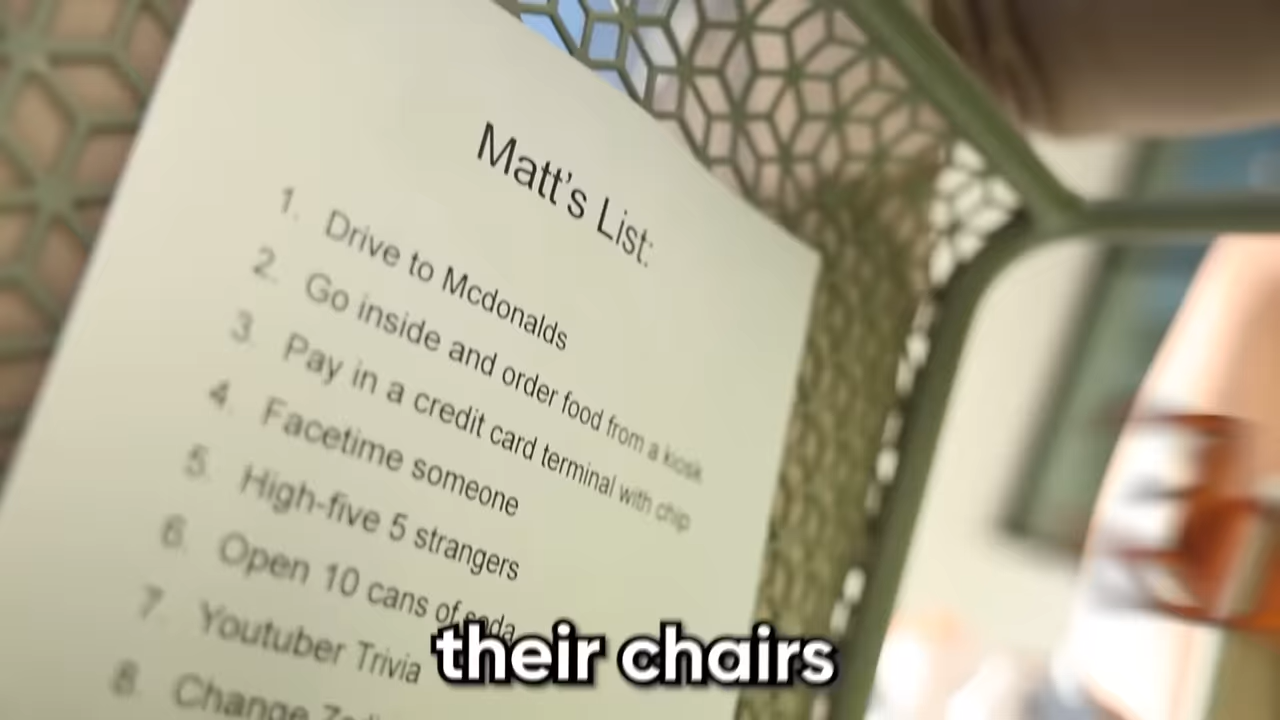 Matt's List:
1. Drive to Mcdonalds
2. Go inside and order food from a kiosk
3. Pay in a credit card terminal with chip
4. Facetime someone
5. High-five 5 strangers
6. Open 10 cans of soda
7. Youtuber Trivia
8. Change
their chairs